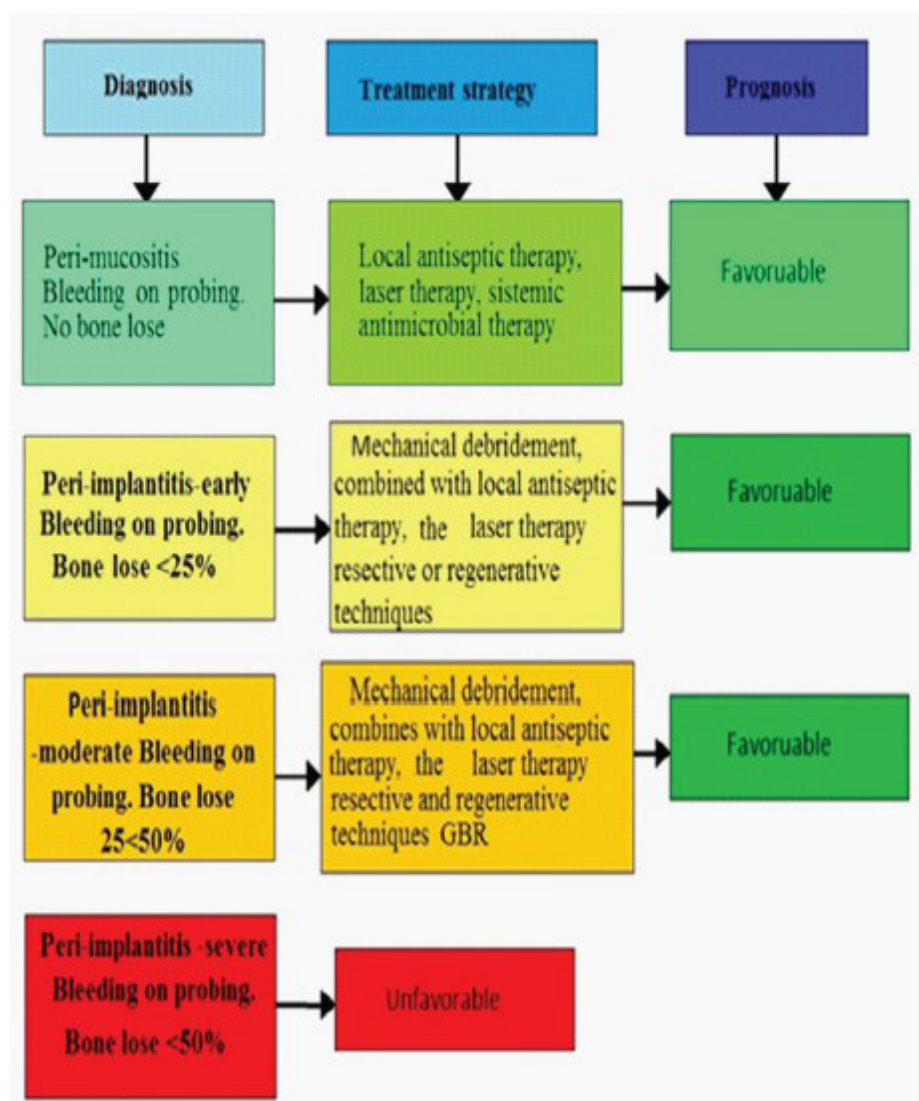 Diagnosis
Treatment strategy
Prognosis
Peri-mucositis
Bleeding on probing.
No bone lose
Local antiseptic therapy,
laser therapy, sistemic
antimicrobial therapy
Favoruable
Peri-implantitis-early
Bleeding on probing.
Bone lose <25%
Mechanical debridement,
combined with local antiseptic
therapy, the laser therapy
resective or regenerative
techniques
Favoruable
Peri-implantitis
-moderate Bleeding on
probing. Bone lose
25<50%
Mechanical debridement,
combines with local antiseptic
therapy, the laser therapy
resective and regenerative
techniques GBR
Favoruable
Peri-implantitis -severe
Bleeding on probing.
Bone lose <50%
Unfavorable